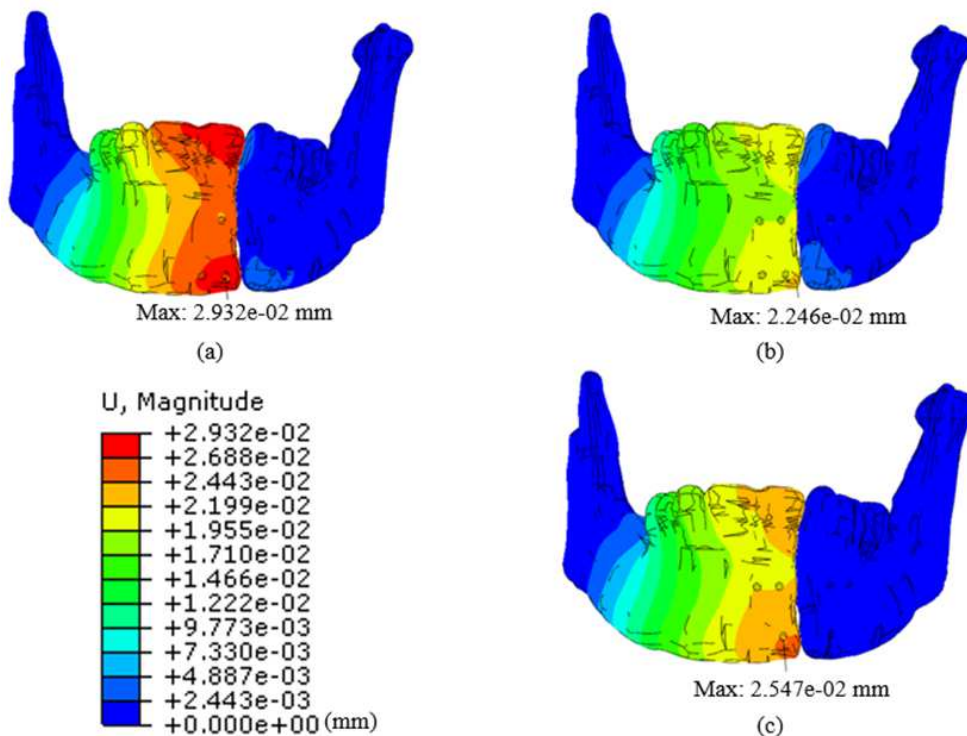 Max: 2.932e-02 mm
(a)
Max: 2.246e-02 mm
(b)
U, Magnitude
+2.932e-02
+2.688e-02
+2.443e-02
+2.199e-02
+1.955e-02
+1.710e-02
+1.466e-02
+1.222e-02
+9.773e-03
+7.330e-03
+4.887e-03
+2.443e-03
+0.000e+00 (mm)
Max: 2.547e-02 mm
(c)